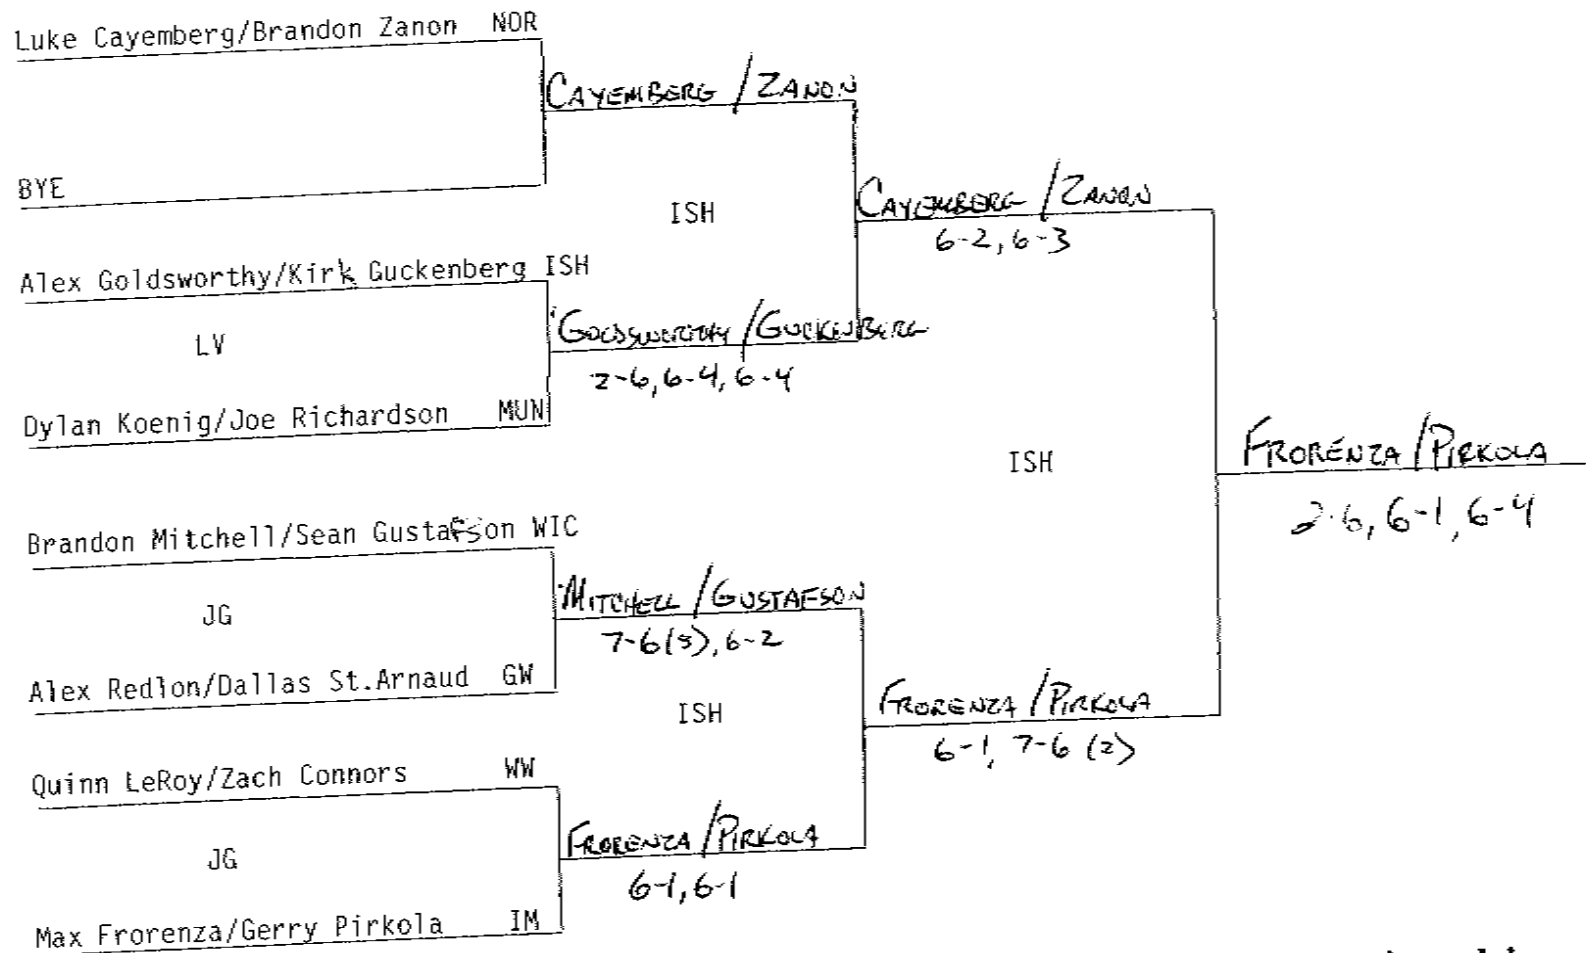 Luke Cayemberg/Brandon Zanon NOR
CAYEMBERG / ZANON
BYE
ISH
CAYEMBERG / ZANON
6-2, 6-3
Alex Goldsworthy/Kirk Guckenberg ISH
LV
GOLDSWORTHY / GUCKENBERG
2-6, 6-4, 6-4
Dylan Koenig/Joe Richardson MUN
ISH
FRORENZA / PIRKOLA
2-6, 6-1, 6-4
Brandon Mitchell/Sean Gustafson WIC
JG
MITCHELL / GUSTAFSON
7-6(5), 6-2
Alex Redlon/Dallas St.Arnaud GW
ISH
FRORENZA / PIRKOLA
6-1, 7-6 (2)
Quinn LeRoy/Zach Connors WW
JG
FRORENZA / PIRKOLA
6-1, 6-1
Max Frorenza/Gerry Pirkola IM